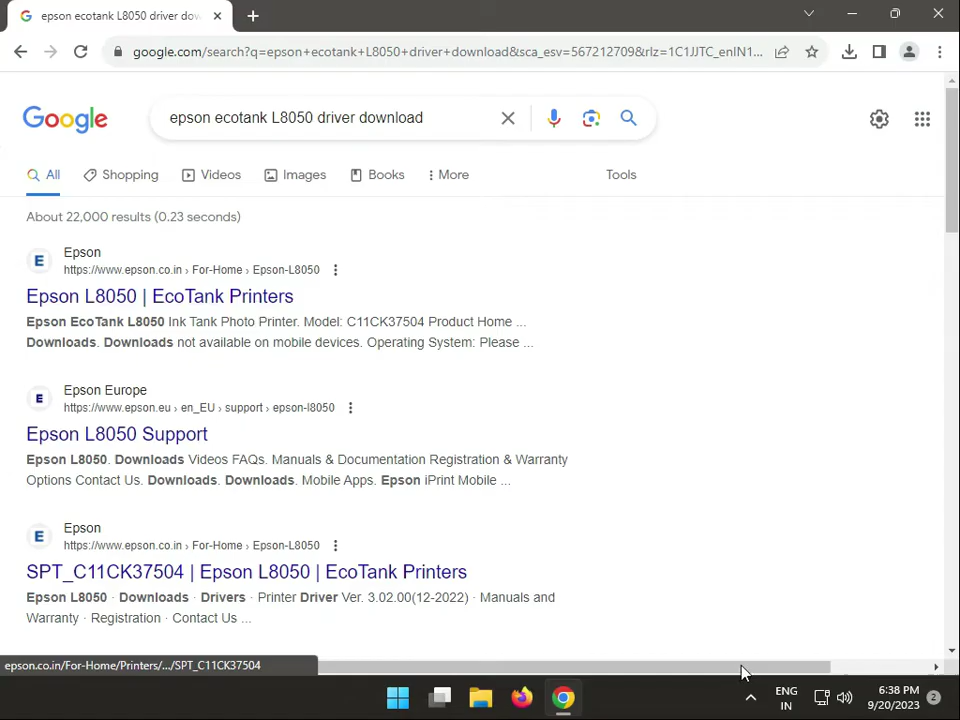 epson ecotank L8050 driver dow
google.com/search?q=epson+ecotank+L8050+driver+download&sca_esv=567212709&rlz=1C1JJTC_enIN1...
Google
epson ecotank L8050 driver download
All Shopping Videos Images Books More Tools
About 22,000 results (0.23 seconds)
E
Epson
https://www.epson.co.in › For-Home › Epson-L8050
Epson L8050 | EcoTank Printers
Epson EcoTank L8050 Ink Tank Photo Printer. Model: C11CK37504 Product Home ...
Downloads. Downloads not available on mobile devices. Operating System: Please ...
E
Epson Europe
https://www.epson.eu › en_EU › support › epson-l8050
Epson L8050 Support
Epson L8050. Downloads Videos FAQs. Manuals & Documentation Registration & Warranty
Options Contact Us. Downloads. Downloads. Mobile Apps. Epson iPrint Mobile ...
E
Epson
https://www.epson.co.in › For-Home › Epson-L8050
SPT_C11CK37504 | Epson L8050 | EcoTank Printers
Epson L8050 · Downloads · Drivers · Printer Driver Ver. 3.02.00(12-2022) · Manuals and
Warranty · Registration · Contact Us ...
epson.co.in/For-Home/Printers/.../SPT_C11CK37504
ENG
IN
6:38 PM
9/20/2023
2